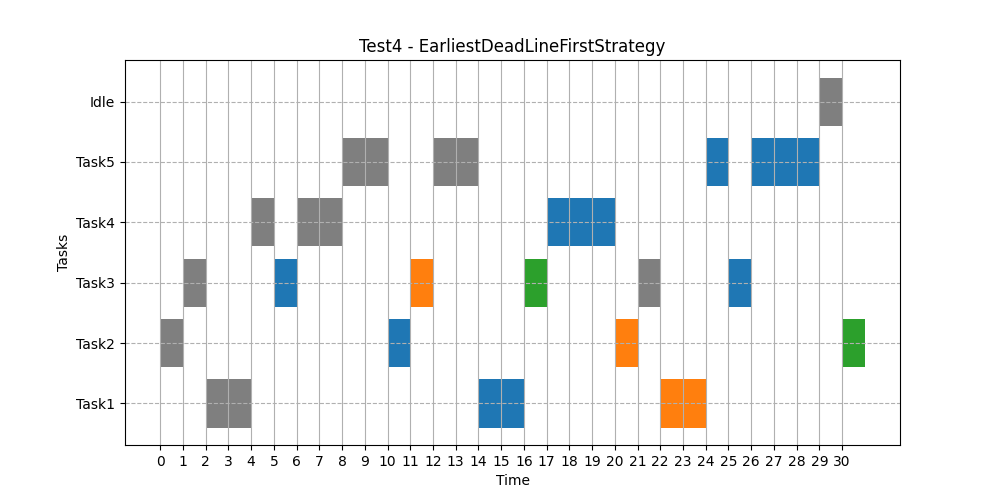 Test4 - EarliestDeadLineFirstStrategy
Idle
Task5
Task4
Task3
Task2
Task1
Tasks
0 1 2 3 4 5 6 7 8 9 10 11 12 13 14 15 16 17 18 19 20 21 22 23 24 25 26 27 28 29 30
Time